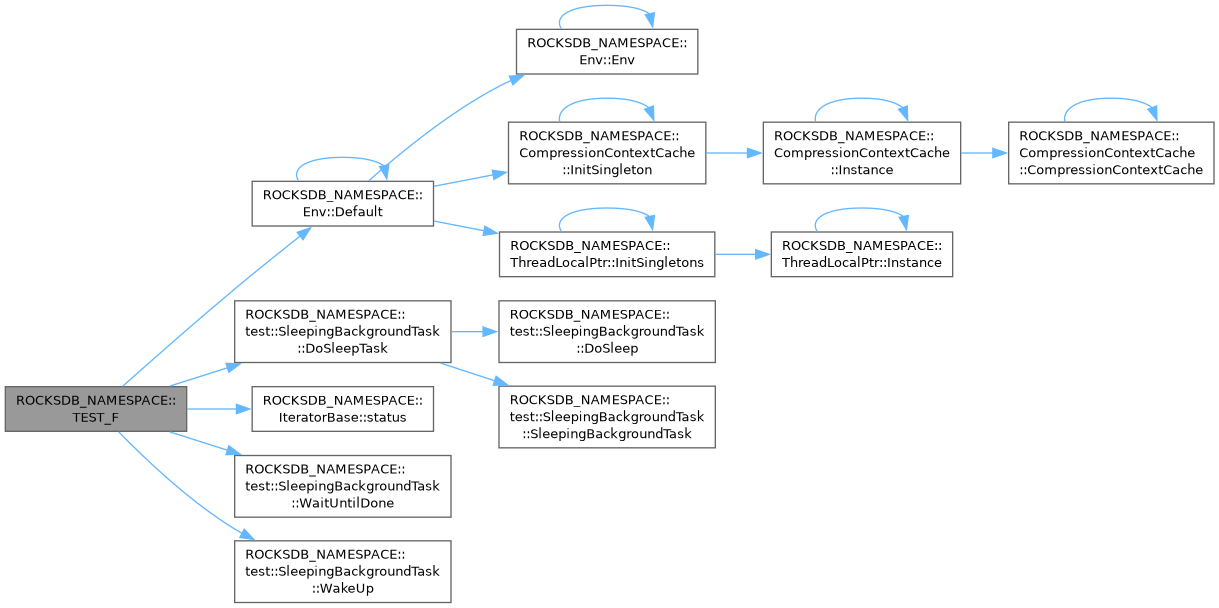 ROCKSDB_NAMESPACE::
Env::Env
ROCKSDB_NAMESPACE::
CompressionContextCache
::InitSingleton
ROCKSDB_NAMESPACE::
CompressionContextCache
::Instance
ROCKSDB_NAMESPACE::
CompressionContextCache
::CompressionContextCache
ROCKSDB_NAMESPACE::
Env::Default
ROCKSDB_NAMESPACE::
ThreadLocalPtr::InitSingletons
ROCKSDB_NAMESPACE::
ThreadLocalPtr::Instance
ROCKSDB_NAMESPACE::
test::SleepingBackgroundTask
::DoSleepTask
ROCKSDB_NAMESPACE::
test::SleepingBackgroundTask
::DoSleep
ROCKSDB_NAMESPACE::
TEST_F
ROCKSDB_NAMESPACE::
IteratorBase::status
ROCKSDB_NAMESPACE::
test::SleepingBackgroundTask
::SleepingBackgroundTask
ROCKSDB_NAMESPACE::
test::SleepingBackgroundTask
::WaitUntilDone
ROCKSDB_NAMESPACE::
test::SleepingBackgroundTask
::WakeUp